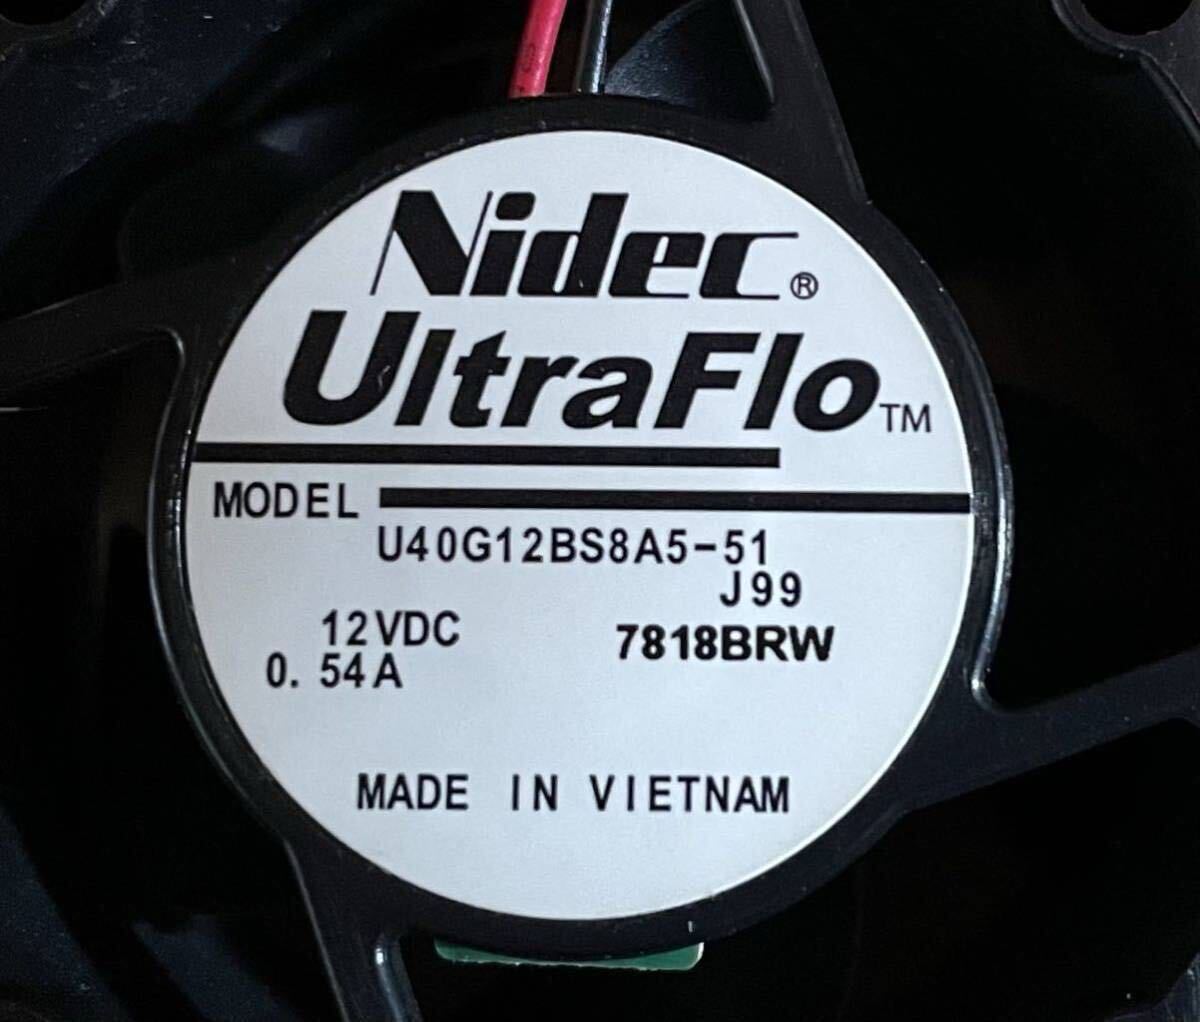 Nidec®
UltraFlo™
MODEL
U40G12BS8A5-51
J99
12VDC 7818BRW
0.54A
MADE IN VIETNAM